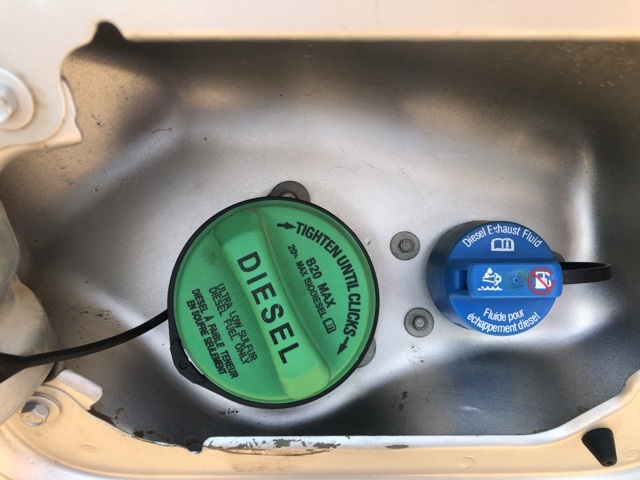 TIGHTEN UNTIL CLICKS
B20 MAX
20% MAX BIODIESEL
DIESEL
ULTRA LOW SULFUR
DIESEL FUEL ONLY
DIESEL À FAIBLE TENEUR
EN SOUFRE SEULEMENT
Diesel Exhaust Fluid
Fluide pour
échappement diesel